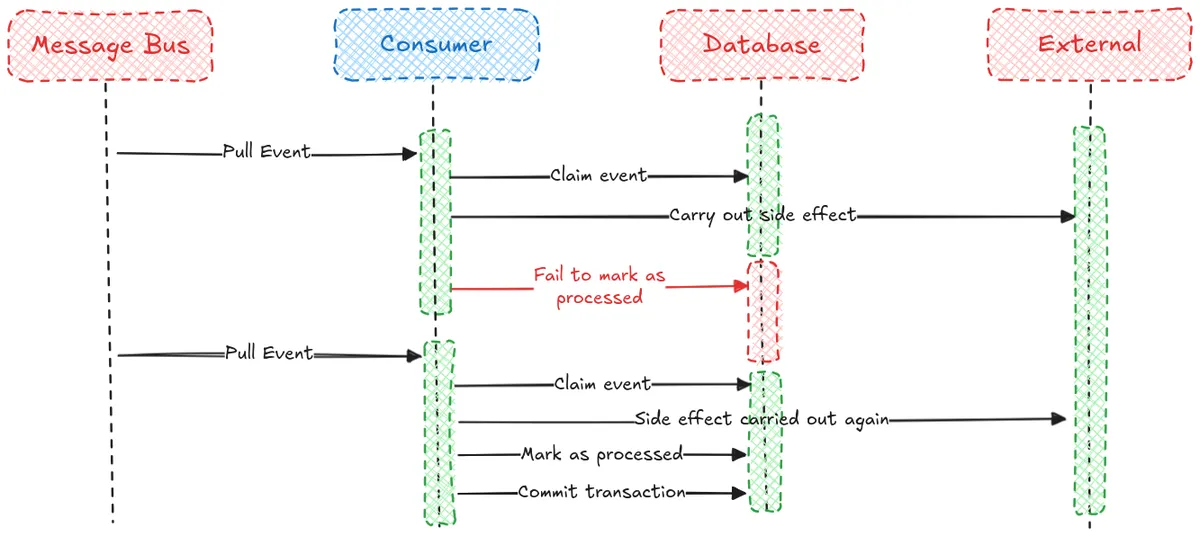 Message Bus
Consumer
Database
External
Pull Event
Claim event
Carry out side effect
Fail to mark as
processed
Pull Event
Claim event
Side effect carried out again
Mark as processed
Commit transaction